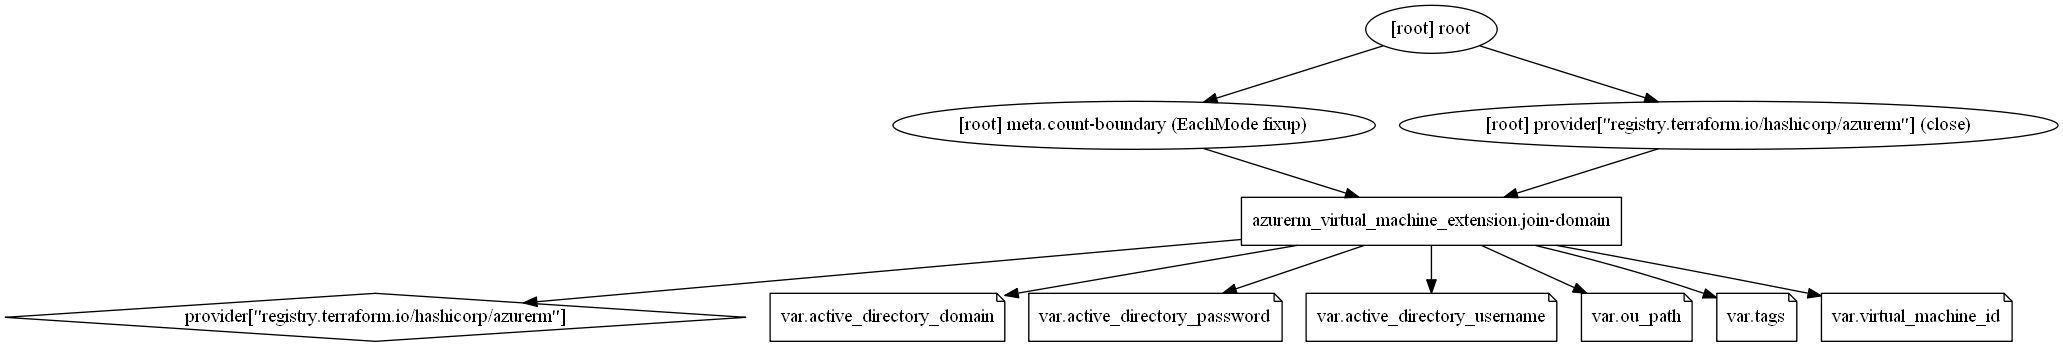 [root] root
[root] meta.count-boundary (EachMode fixup)
[root] provider["registry.terraform.io/hashicorp/azurerm"] (close)
azurerm_virtual_machine_extension.join-domain
provider["registry.terraform.io/hashicorp/azurerm"]
var.active_directory_domain
var.active_directory_password
var.active_directory_username
var.ou_path
var.tags
var.virtual_machine_id